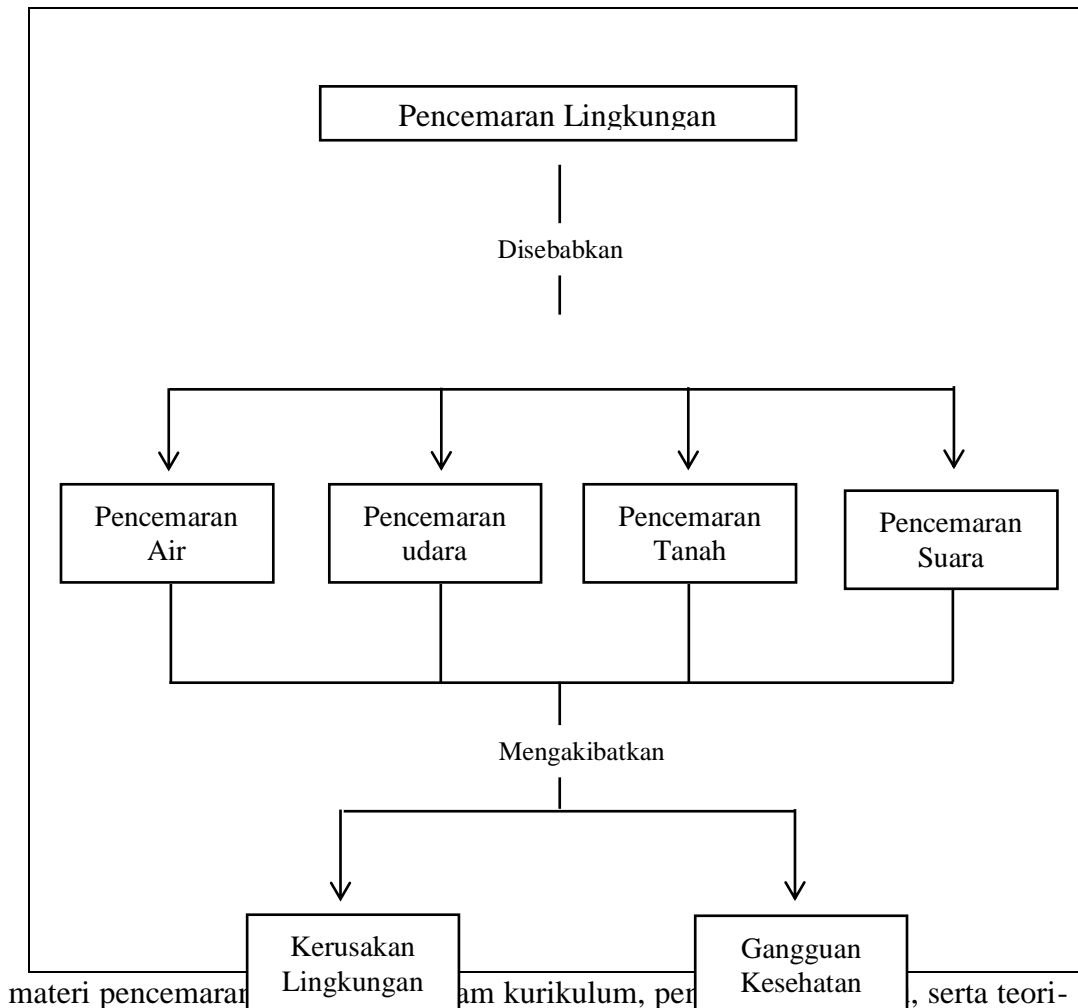 Pencemaran Lingkungan
Disebabkan
Pencemaran
Air
Pencemaran
udara
Pencemaran
Tanah
Pencemaran
Suara
Mengakibatkan
Kerusakan
Lingkungan
Gangguan
Kesehatan
materi pencemaran am kurikulum, per , serta teori-